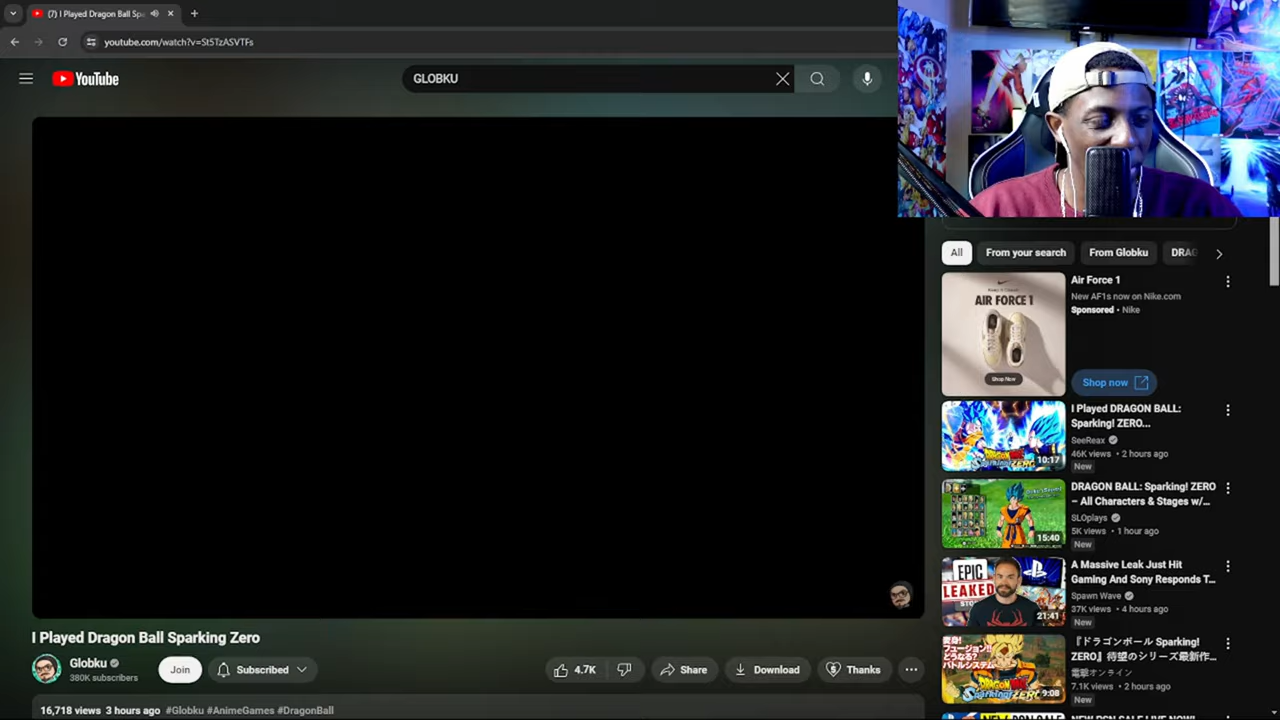 (7) I Played Dragon Ball Spa
youtube.com/watch?v=St5TzASVTFs
YouTube
GLOBKU
All
From your search
From Globku
DRAG
AIR FORCE 1
Shop Now
Air Force 1
New AF1s now on Nike.com
Sponsored • Nike
Shop now
10:17
I Played DRAGON BALL:
Sparking! ZERO...
SeeReax
46K views • 2 hours ago
New
15:40
DRAGON BALL: Sparking! ZERO
– All Characters & Stages w/...
SLOplays
5K views • 1 hour ago
New
EPIC
LEAKED
21:41
A Massive Leak Just Hit
Gaming And Sony Responds T...
Spawn Wave
37K views • 4 hours ago
New
9:08
『ドラゴンボール Sparking!
ZERO』待望のシリーズ最新作...
電撃オンライン
7.1K views • 2 hours ago
New
I Played Dragon Ball Sparking Zero
Globku
380K subscribers
Join
Subscribed
4.7K
Share
Download
Thanks
16,718 views 3 hours ago #Globku #AnimeGames #DragonBall